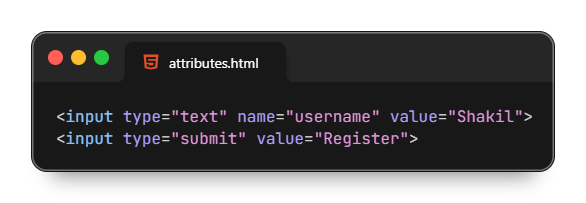 attributes.html
<input type="text" name="username" value="Shakil">
<input type="submit" value="Register">